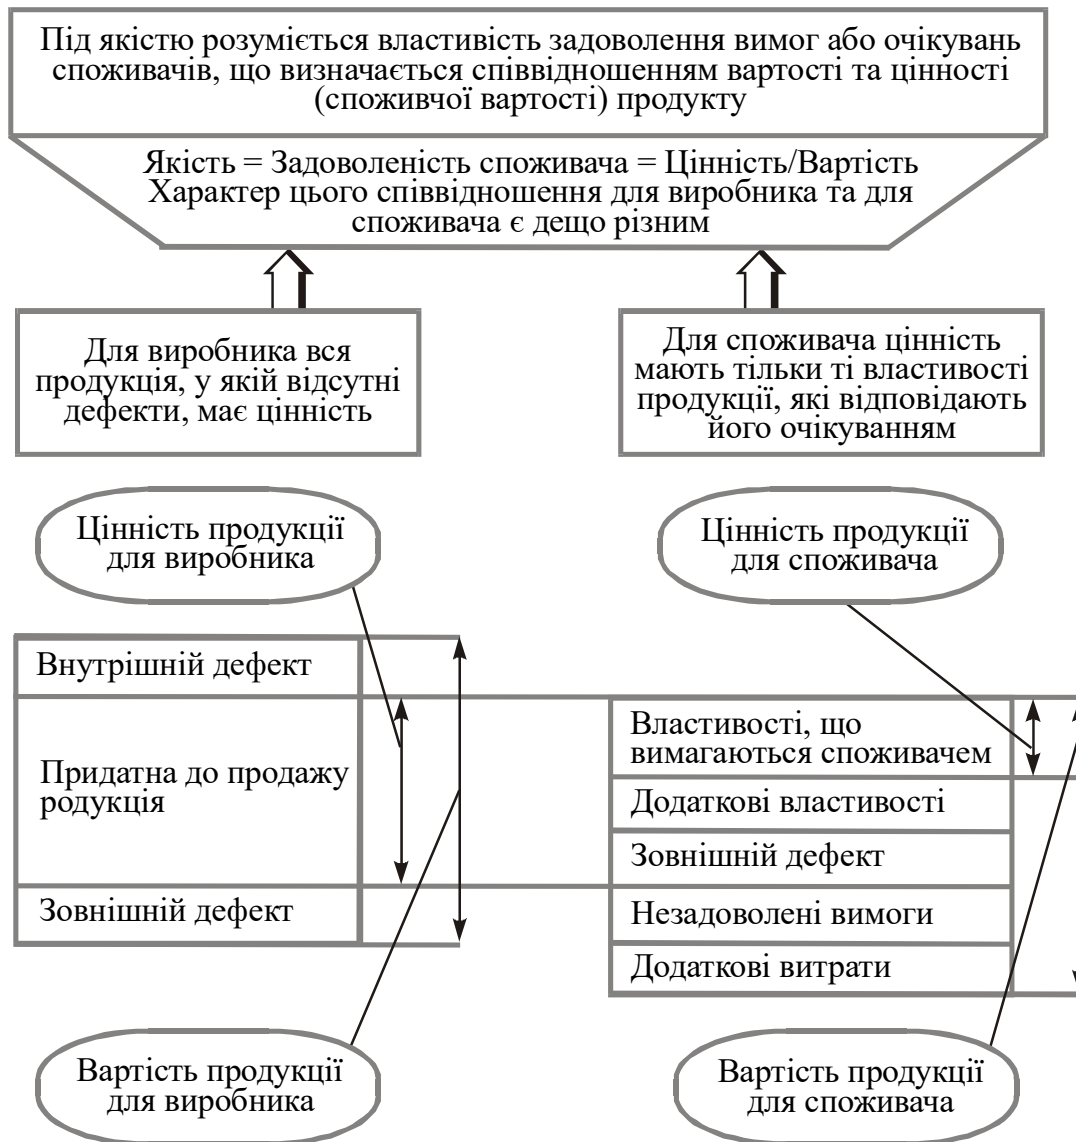 Під якістю розуміється властивість задоволення вимог або очікувань
споживачів, що визначається співвідношенням вартості та цінності
(споживчої вартості) продукту
Якість = Задоволеність споживача = Цінність/Вартість
Характер цього співвідношення для виробника та для
споживача є дещо різним
Для виробника вся
продукція, у якій відсутні
дефекти, має цінність
Для споживача цінність
мають тільки ті властивості
продукції, які відповідають
його очікуванням
Цінність продукції
для виробника
Цінність продукції
для споживача
Внутрішній дефект
Придатна до продажу
родукція
Зовнішній дефект
Властивості, що
вимагаються споживачем
Додаткові властивості
Зовнішній дефект
Незадоволені вимоги
Додаткові витрати
Вартість продукції
для виробника
Вартість продукції
для споживача